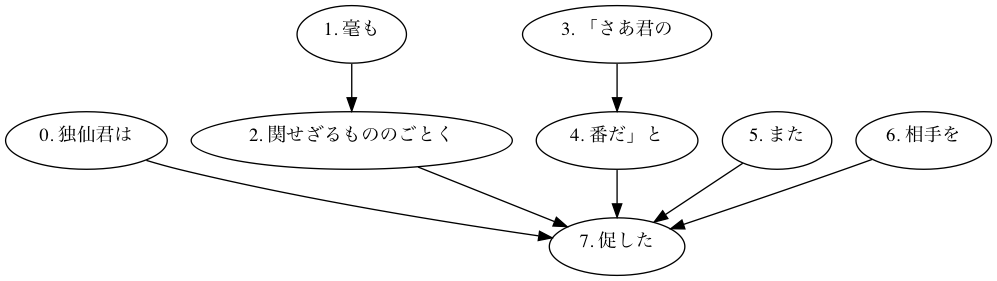 1. 毫も
3. 「さあ君の
0. 独仙君は
2. 関せざるもののごとく
4. 番だ」と
5. また
6. 相手を
7. 促した